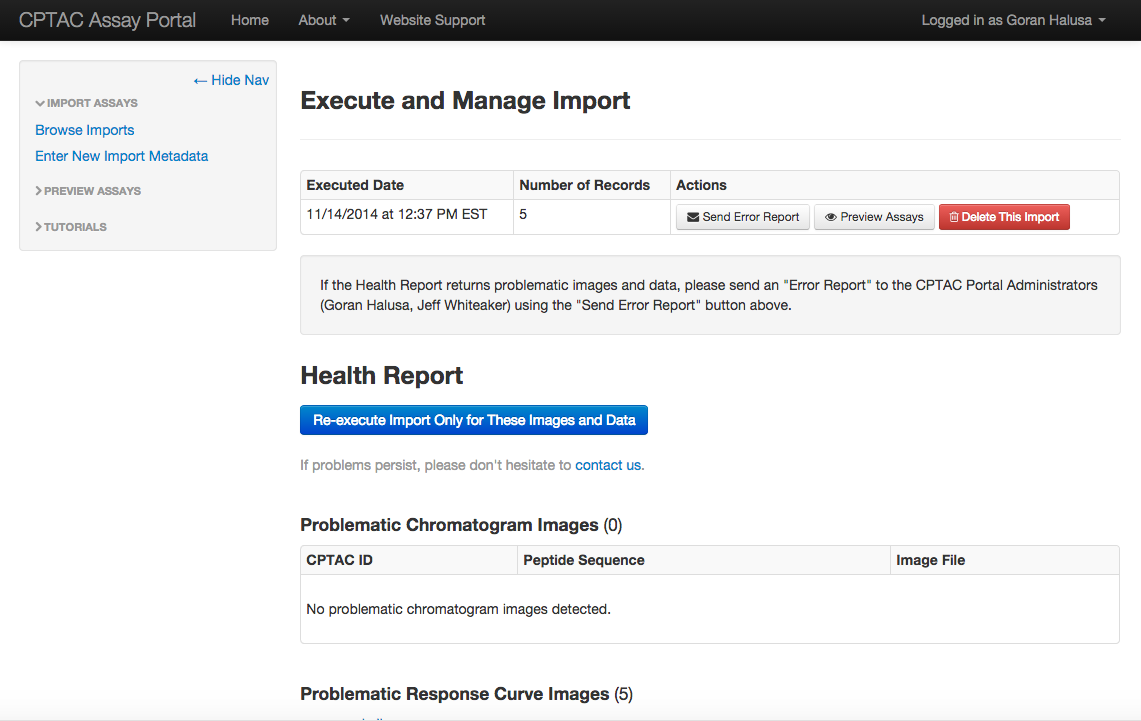 CPTAC Assay Portal Home About Website Support Logged in as Goran Halusa
← Hide Nav
IMPORT ASSAYS
Browse Imports
Enter New Import Metadata
PREVIEW ASSAYS
TUTORIALS
Execute and Manage Import
Executed Date Number of Records Actions
11/14/2014 at 12:37 PM EST 5 Send Error Report Preview Assays Delete This Import
If the Health Report returns problematic images and data, please send an "Error Report" to the CPTAC Portal Administrators
(Goran Halusa, Jeff Whiteaker) using the "Send Error Report" button above.
Health Report
Re-execute Import Only for These Images and Data
If problems persist, please don't hesitate to contact us.
Problematic Chromatogram Images (0)
CPTAC ID Peptide Sequence Image File
No problematic chromatogram images detected.
Problematic Response Curve Images (5)